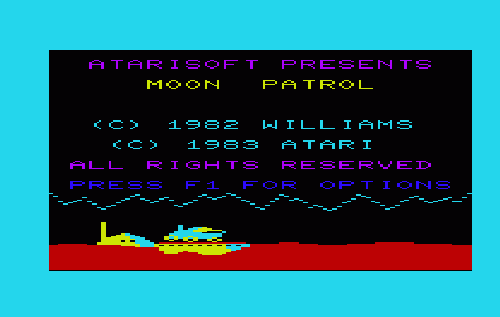 ATARISOFT PRESENTS
MOON PATROL
(C) 1982 WILLIAMS
(C) 1983 ATARI
ALL RIGHTS RESERVED
PRESS F1 FOR OPTIONS